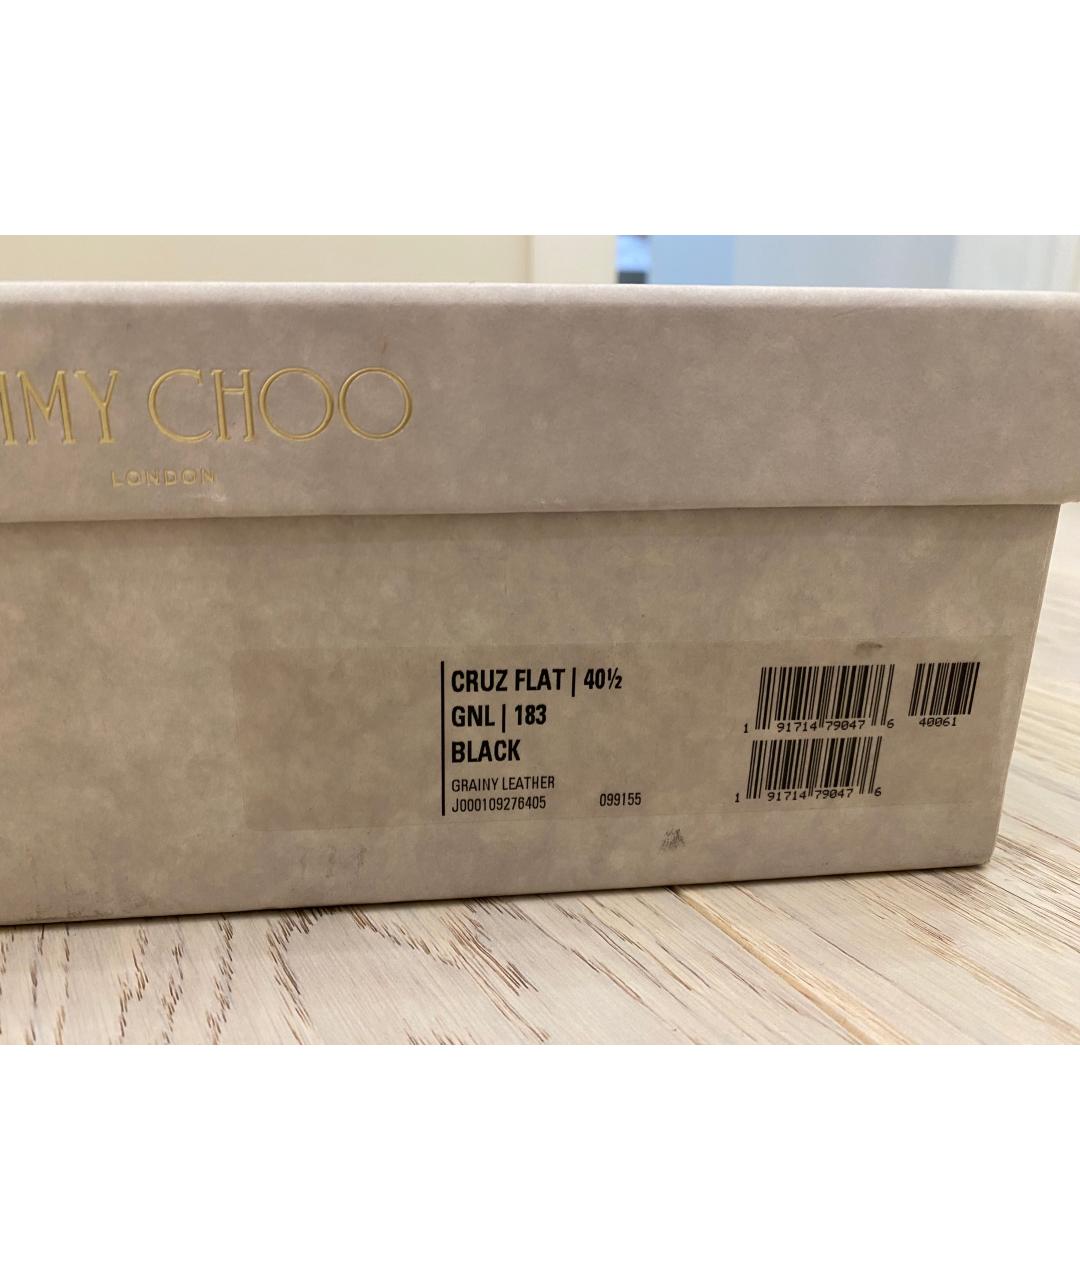 MMY CHOO
LONDON
CRUZ FLAT | 40½
GNL | 183
BLACK
GRAINY LEATHER
J000109276405 099155
1 91714 79047 6 40061
1 91714 79047 6